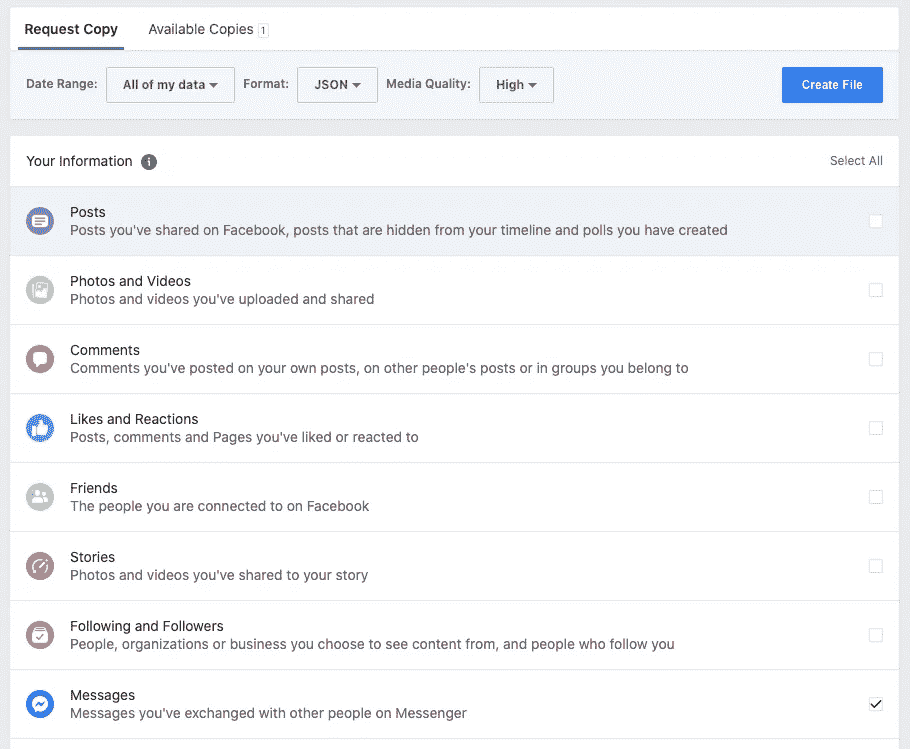 Request Copy Available Copies 1
Date Range: All of my data Format: JSON Media Quality: High Create File
Your Information i Select All
Posts
Posts you've shared on Facebook, posts that are hidden from your timeline and polls you have created
Photos and Videos
Photos and videos you've uploaded and shared
Comments
Comments you've posted on your own posts, on other people's posts or in groups you belong to
Likes and Reactions
Posts, comments and Pages you've liked or reacted to
Friends
The people you are connected to on Facebook
Stories
Photos and videos you've shared to your story
Following and Followers
People, organizations or business you choose to see content from, and people who follow you
Messages
Messages you've exchanged with other people on Messenger